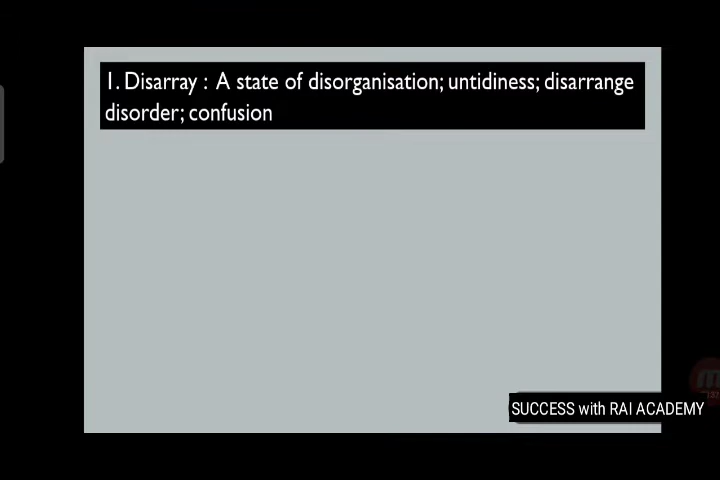 1. Disarray : A state of disorganisation; untidiness; disarrange
disorder; confusion
SUCCESS with RAI ACADEMY